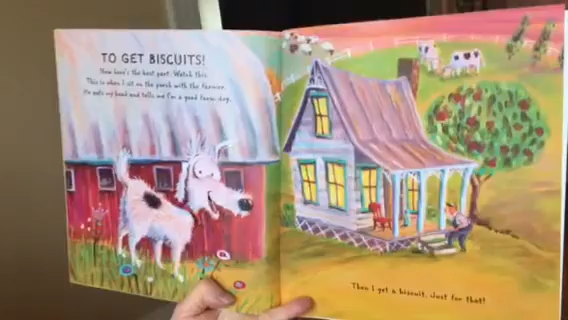 TO GET BISCUITS!
Now here's the best part. Watch this.
This is when I sit on the porch with the farmer.
He pats my head and tells me I'm a good farm dog.
Then I get a biscuit. Just for that!